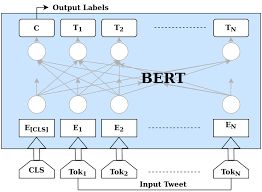 Output Labels
C T1 T2 TN
BERT
E[CLS] E1 E2 EN
CLS Tok1 Tok2 TokN
Input Tweet